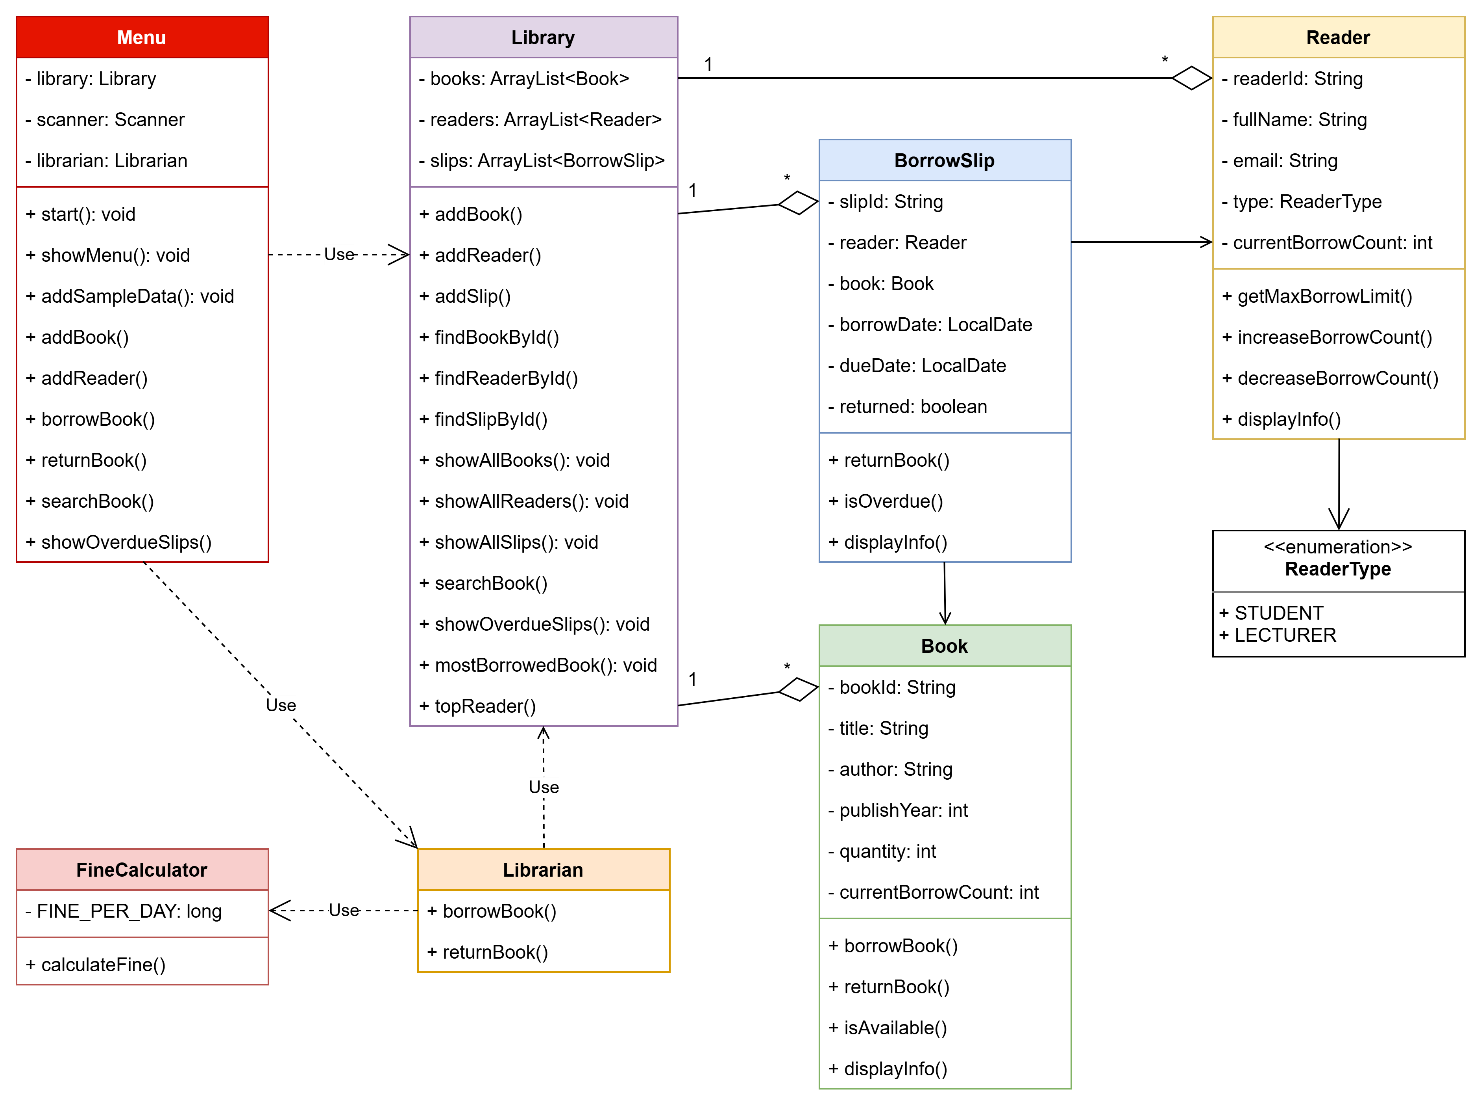 Menu
- library: Library
- scanner: Scanner
- librarian: Librarian
+ start(): void
+ showMenu(): void
+ addSampleData(): void
+ addBook()
+ addReader()
+ borrowBook()
+ returnBook()
+ searchBook()
+ showOverdueSlips()
Use
Library
- books: ArrayList<Book>
- readers: ArrayList<Reader>
- slips: ArrayList<BorrowSlip>
+ addBook()
+ addReader()
+ addSlip()
+ findBookById()
+ findReaderById()
+ findSlipById()
+ showAllBooks(): void
+ showAllReaders(): void
+ showAllSlips(): void
+ searchBook()
+ showOverdueSlips(): void
+ mostBorrowedBook(): void
+ topReader()
1
*
1
*
1
*
BorrowSlip
- slipId: String
- reader: Reader
- book: Book
- borrowDate: LocalDate
- dueDate: LocalDate
- returned: boolean
+ returnBook()
+ isOverdue()
+ displayInfo()
Reader
- readerId: String
- fullName: String
- email: String
- type: ReaderType
- currentBorrowCount: int
+ getMaxBorrowLimit()
+ increaseBorrowCount()
+ decreaseBorrowCount()
+ displayInfo()
<<enumeration>>
ReaderType
+ STUDENT
+ LECTURER
Book
- bookId: String
- title: String
- author: String
- publishYear: int
- quantity: int
- currentBorrowCount: int
+ borrowBook()
+ returnBook()
+ isAvailable()
+ displayInfo()
Use
Use
FineCalculator
- FINE_PER_DAY: long
+ calculateFine()
Use
Librarian
+ borrowBook()
+ returnBook()